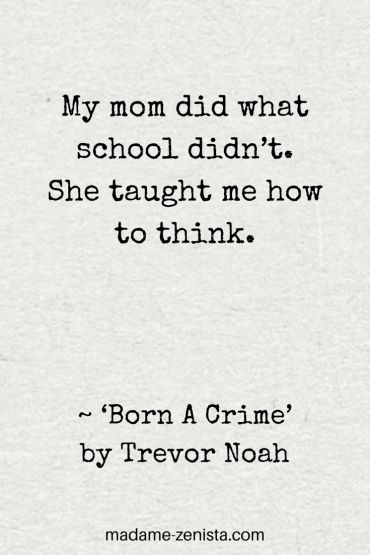 My mom did what
school didn’t.
She taught me how
to think.
~ ‘Born A Crime’
by Trevor Noah
madame-zenista.com